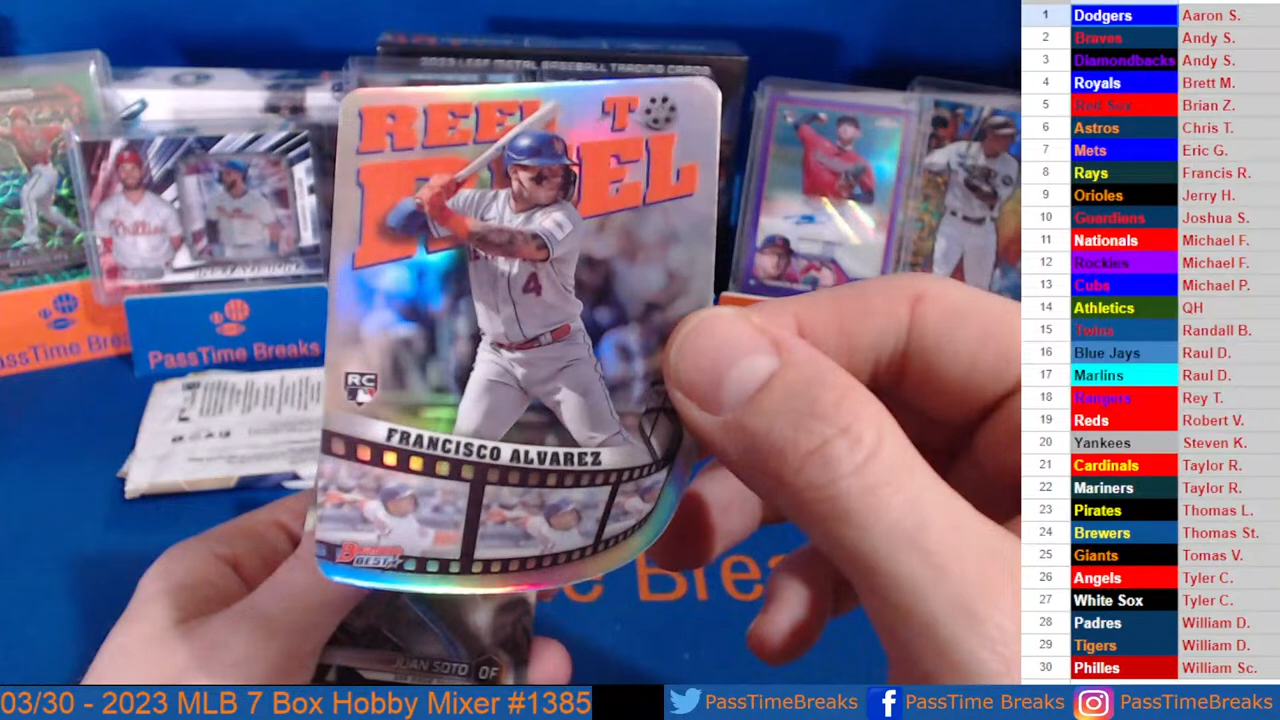 2023 LEAF METAL BASEBALL TRADING CARDS
REEL T
REEL
4
RC
FRANCISCO ALVAREZ
BOWMAN'S BEST
Phillies
PassTime Brea
PassTime Breaks
me Brea
JUAN SOTO OF
1 Dodgers Aaron S.
2 Braves Andy S.
3 Diamondbacks Andy S.
4 Royals Brett M.
5 Red Sox Brian Z.
6 Astros Chris T.
7 Mets Eric G.
8 Rays Francis R.
9 Orioles Jerry H.
10 Guardians Joshua S.
11 Nationals Michael F.
12 Rockies Michael F.
13 Cubs Michael P.
14 Athletics QH
15 Twins Randall B.
16 Blue Jays Raul D.
17 Marlins Raul D.
18 Rangers Rey T.
19 Reds Robert V.
20 Yankees Steven K.
21 Cardinals Taylor R.
22 Mariners Taylor R.
23 Pirates Thomas L.
24 Brewers Thomas St.
25 Giants Tomas V.
26 Angels Tyler C.
27 White Sox Tyler C.
28 Padres William D.
29 Tigers William D.
30 Philles William Sc.
03/30 - 2023 MLB 7 Box Hobby Mixer #1385
PassTimeBreaks
PassTime Breaks
PassTimeBreaks